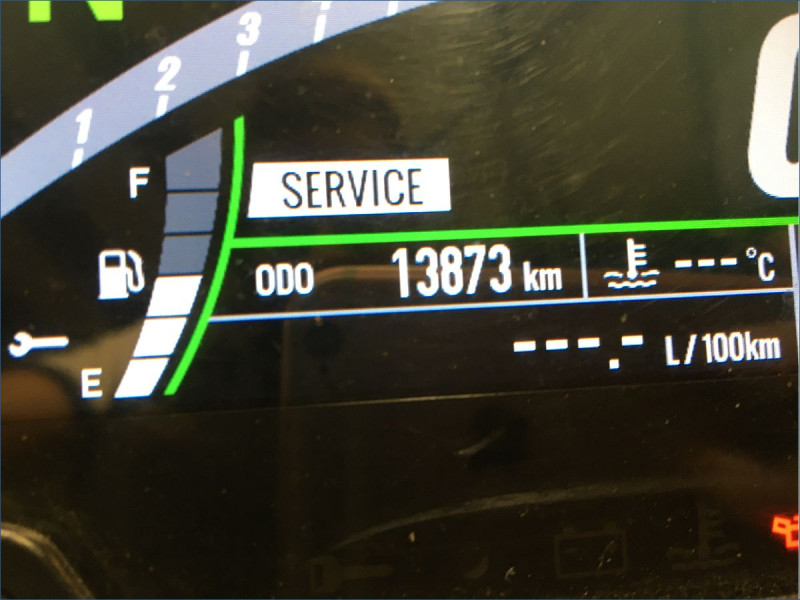 N
3
2
1
F
SERVICE
ODO 13873 km ---°C
---.- L/100km
E